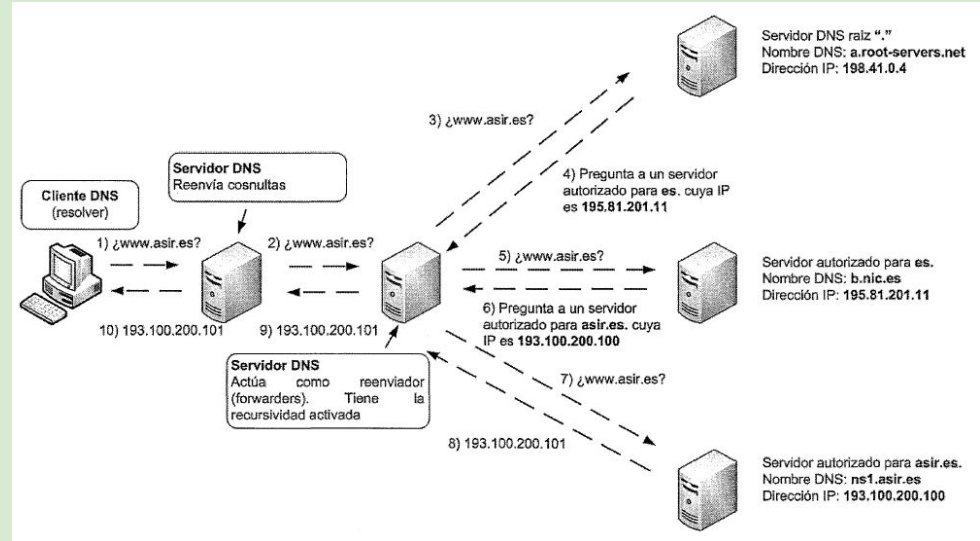 Servidor DNS raiz "."
Nombre DNS: a.root-servers.net
Dirección IP: 198.41.0.4
3) ¿www.asir.es?
4) Pregunta a un servidor
autorizado para es. cuya IP
es 195.81.201.11
Servidor DNS
Reenvía cosnultas
Cliente DNS
(resolver)
1) ¿www.asir.es?
2) ¿www.asir.es?
5) ¿www.asir.es?
Servidor autorizado para es.
Nombre DNS: b.nic.es
Dirección IP: 195.81.201.11
10) 193.100.200.101
9) 193.100.200.101
6) Pregunta a un servidor
autorizado para asir.es. cuya
IP es 193.100.200.100
Servidor DNS
Actúa como reenviador
(forwarders). Tiene la
recursividad activada
7) ¿www.asir.es?
8) 193.100.200.101
Servidor autorizado para asir.es.
Nombre DNS: ns1.asir.es
Dirección IP: 193.100.200.100